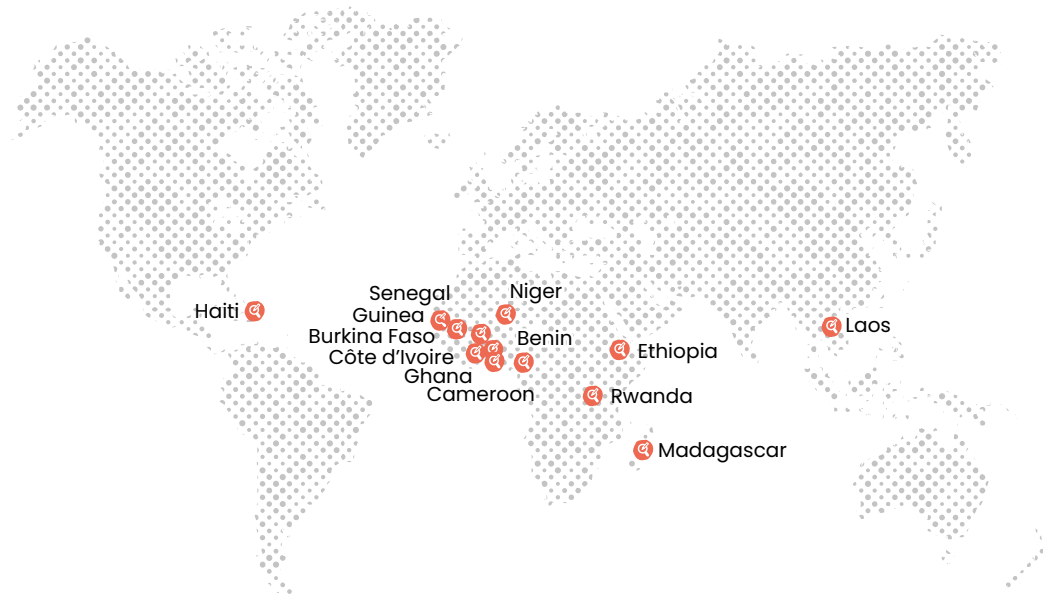 Senegal
Niger
Haiti
Guinea
Laos
Burkina Faso
Benin
Côte d’Ivoire
Ethiopia
Ghana
Cameroon
Rwanda
Madagascar